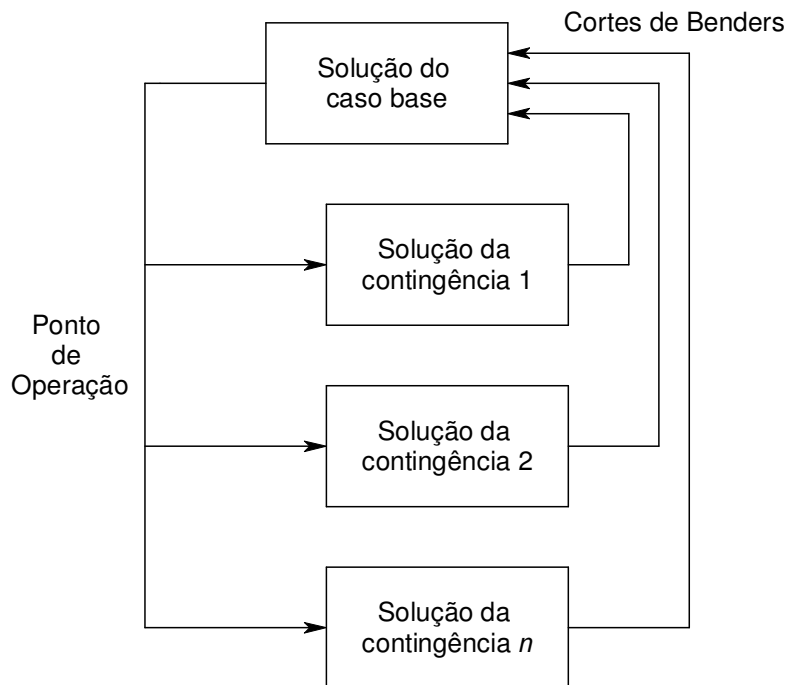 Cortes de Benders
Solução do
caso base
Solução da
contingência 1
Ponto
de
Operação
Solução da
contingência 2
Solução da
contingência n